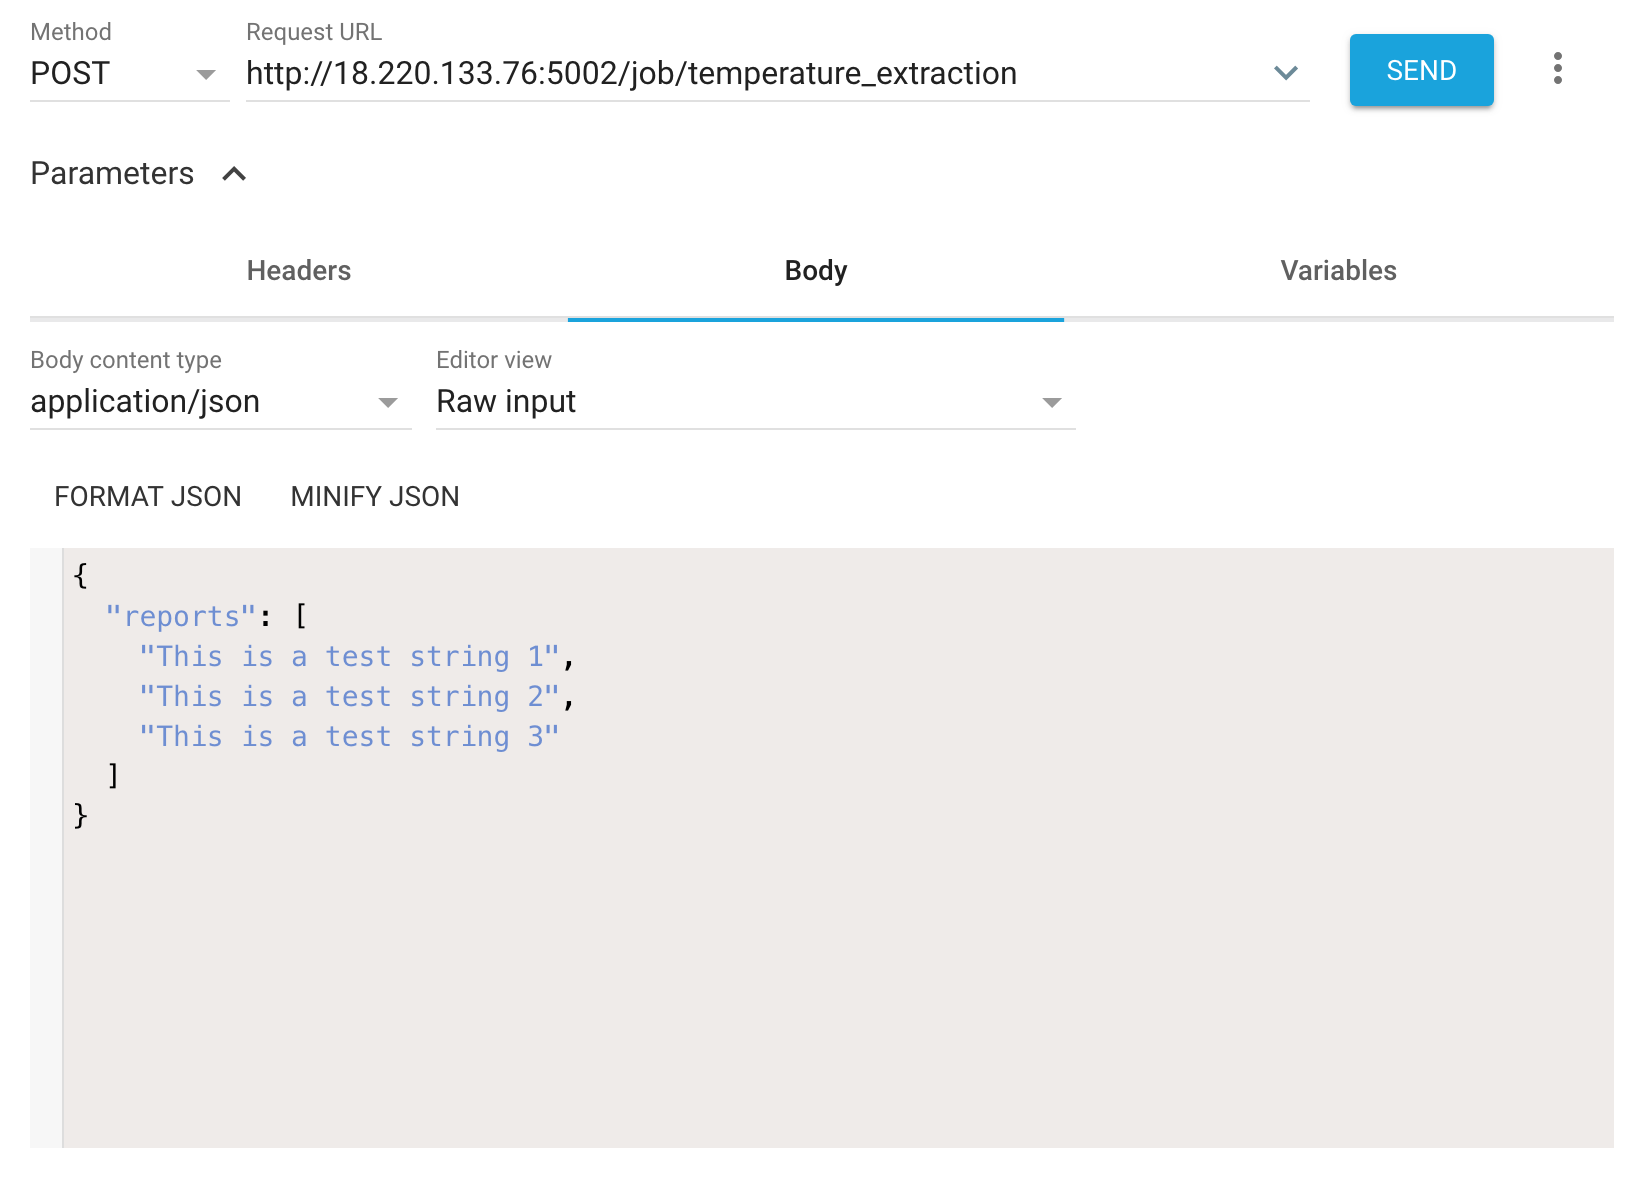 Method
POST
Request URL
http://18.220.133.76:5002/job/temperature_extraction
SEND
Parameters
Headers
Body
Variables
Body content type
application/json
Editor view
Raw input
FORMAT JSON
MINIFY JSON
{
  "reports": [
    "This is a test string 1",
    "This is a test string 2",
    "This is a test string 3"
  ]
}